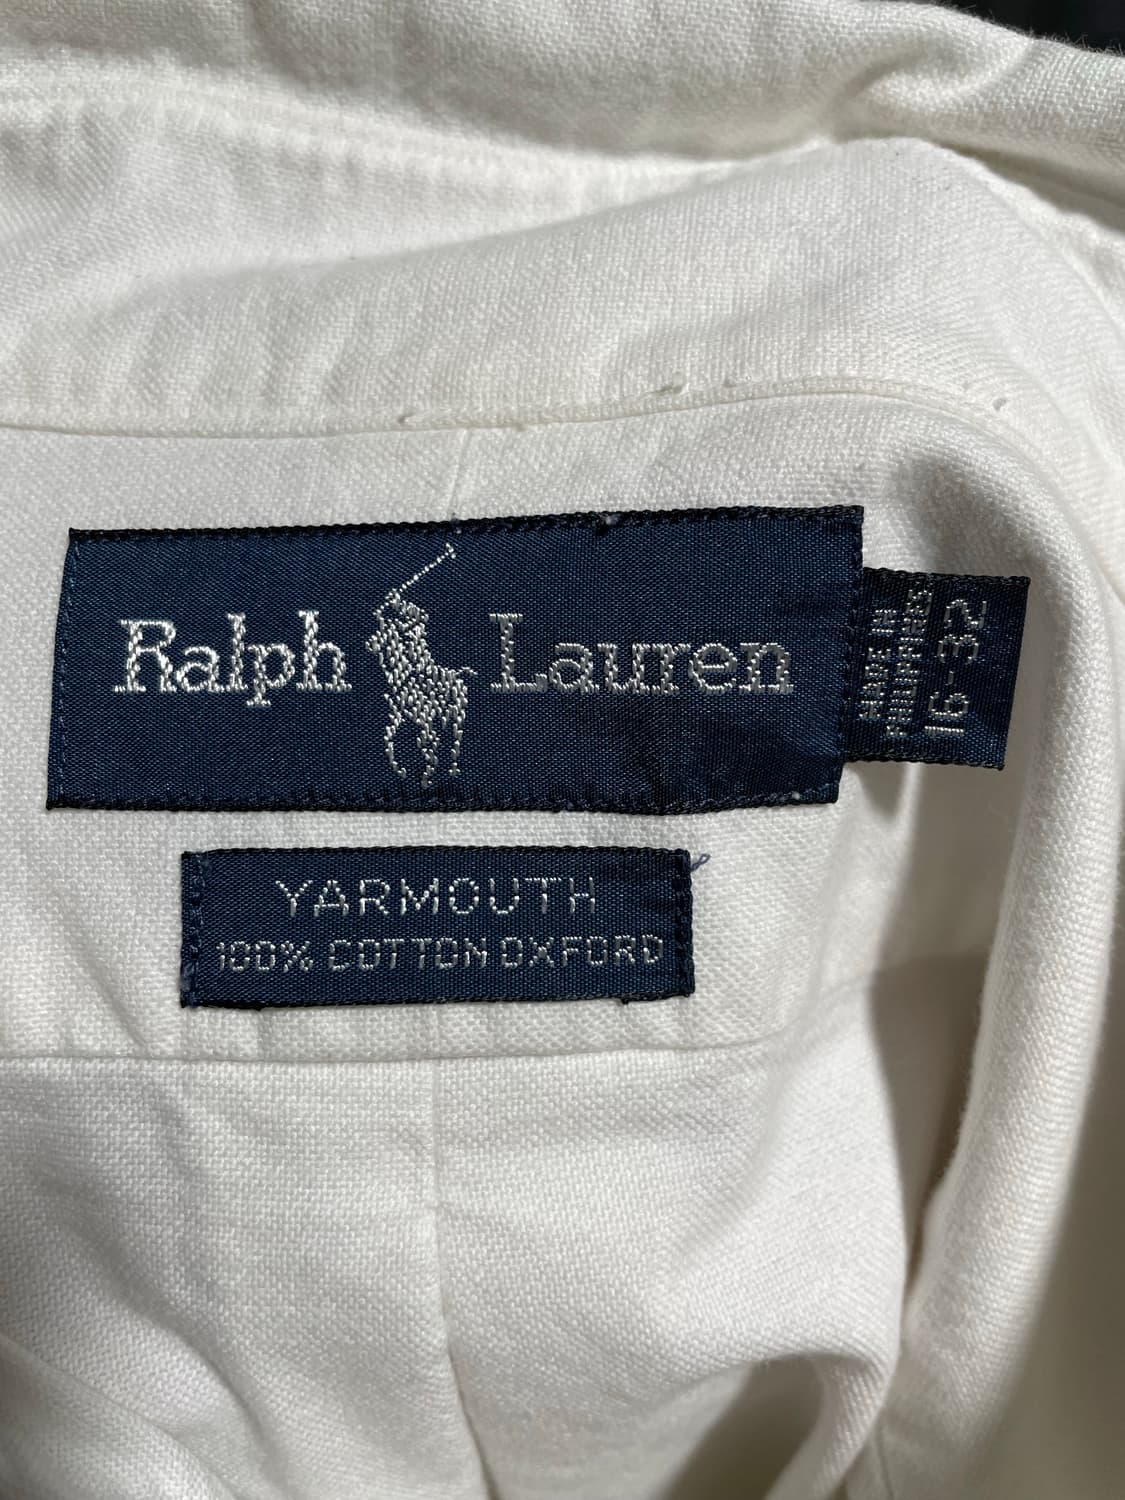 Ralph Lauren
MADE IN
PHILIPPINES
16-32
YARMOUTH
100% COTTON OXFORD